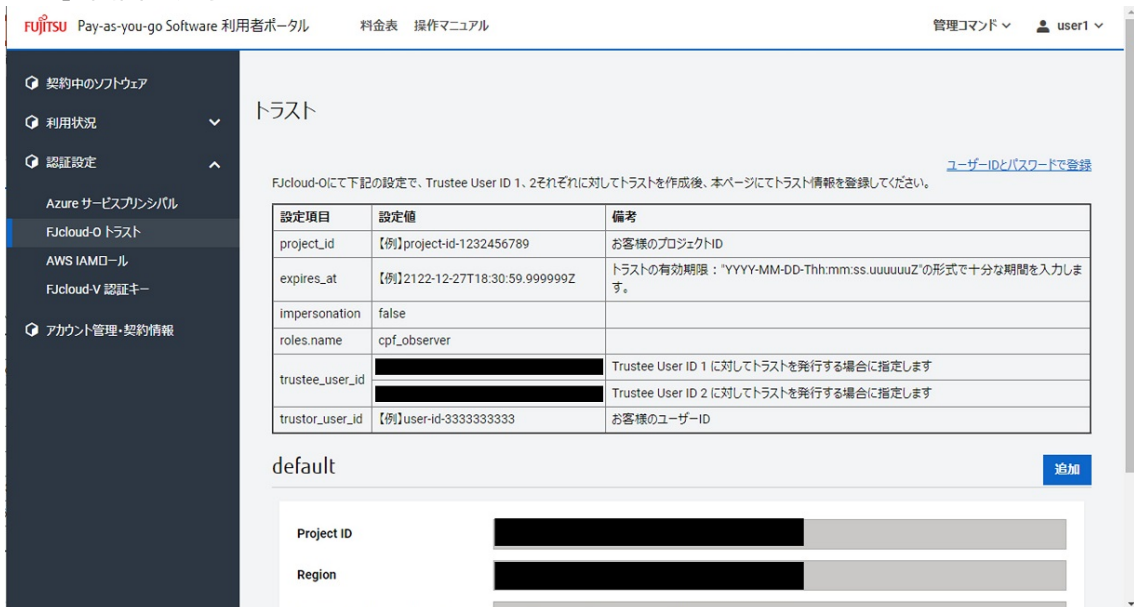 FUJITSU Pay-as-you-go Software 利用者ポータル 料金表 操作マニュアル 管理コマンド user1
契約中のソフトウェア
利用状況
認証設定
Azure サービスプリンシパル
FJcloud-O トラスト
AWS IAMロール
FJcloud-V 認証キー
アカウント管理・契約情報
トラスト
ユーザーIDとパスワードで登録
FJcloud-Oにて下記の設定で、Trustee User ID 1、2それぞれに対してトラストを作成後、本ページにてトラスト情報を登録してください。
設定項目 設定値 備考
project_id 【例】project-id-1232456789 お客様のプロジェクトID
expires_at 【例】2122-12-27T18:30:59.999999Z トラストの有効期限："YYYY-MM-DD-Thh:mm:ss.uuuuuuZ"の形式で十分な期間を入力しま
す。
impersonation false
roles.name cpf_observer
trustee_user_id Trustee User ID 1 に対してトラストを発行する場合に指定します
Trustee User ID 2 に対してトラストを発行する場合に指定します
trustor_user_id 【例】user-id-3333333333 お客様のユーザーID
default 追加
Project ID
Region